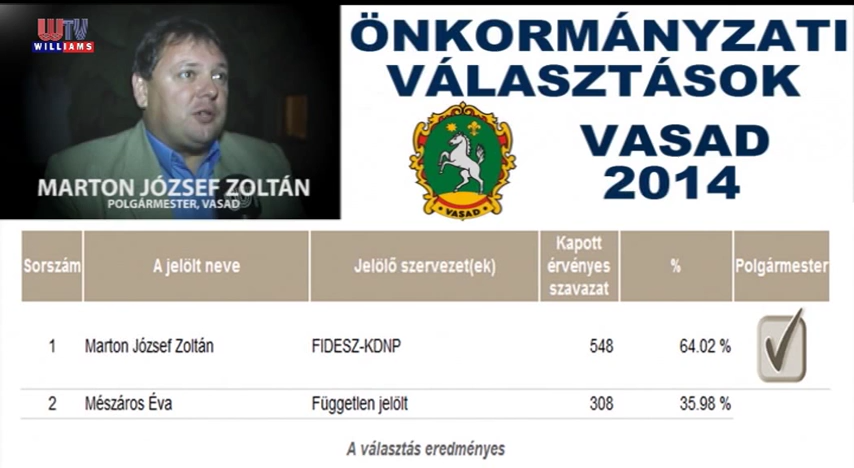 WTV
WILLIAMS
MARTON JÓZSEF ZOLTÁN
POLGÁRMESTER, VASAD
ÖNKORMÁNYZATI
VÁLASZTÁSOK
VASAD
2014
VASAD
Sorszám A jelölt neve Jelölő szervezet(ek) Kapott érvényes szavazat % Polgármester
1 Marton József Zoltán FIDESZ-KDNP 548 64.02 %
2 Mészáros Éva Független jelölt 308 35.98 %
A választás eredményes